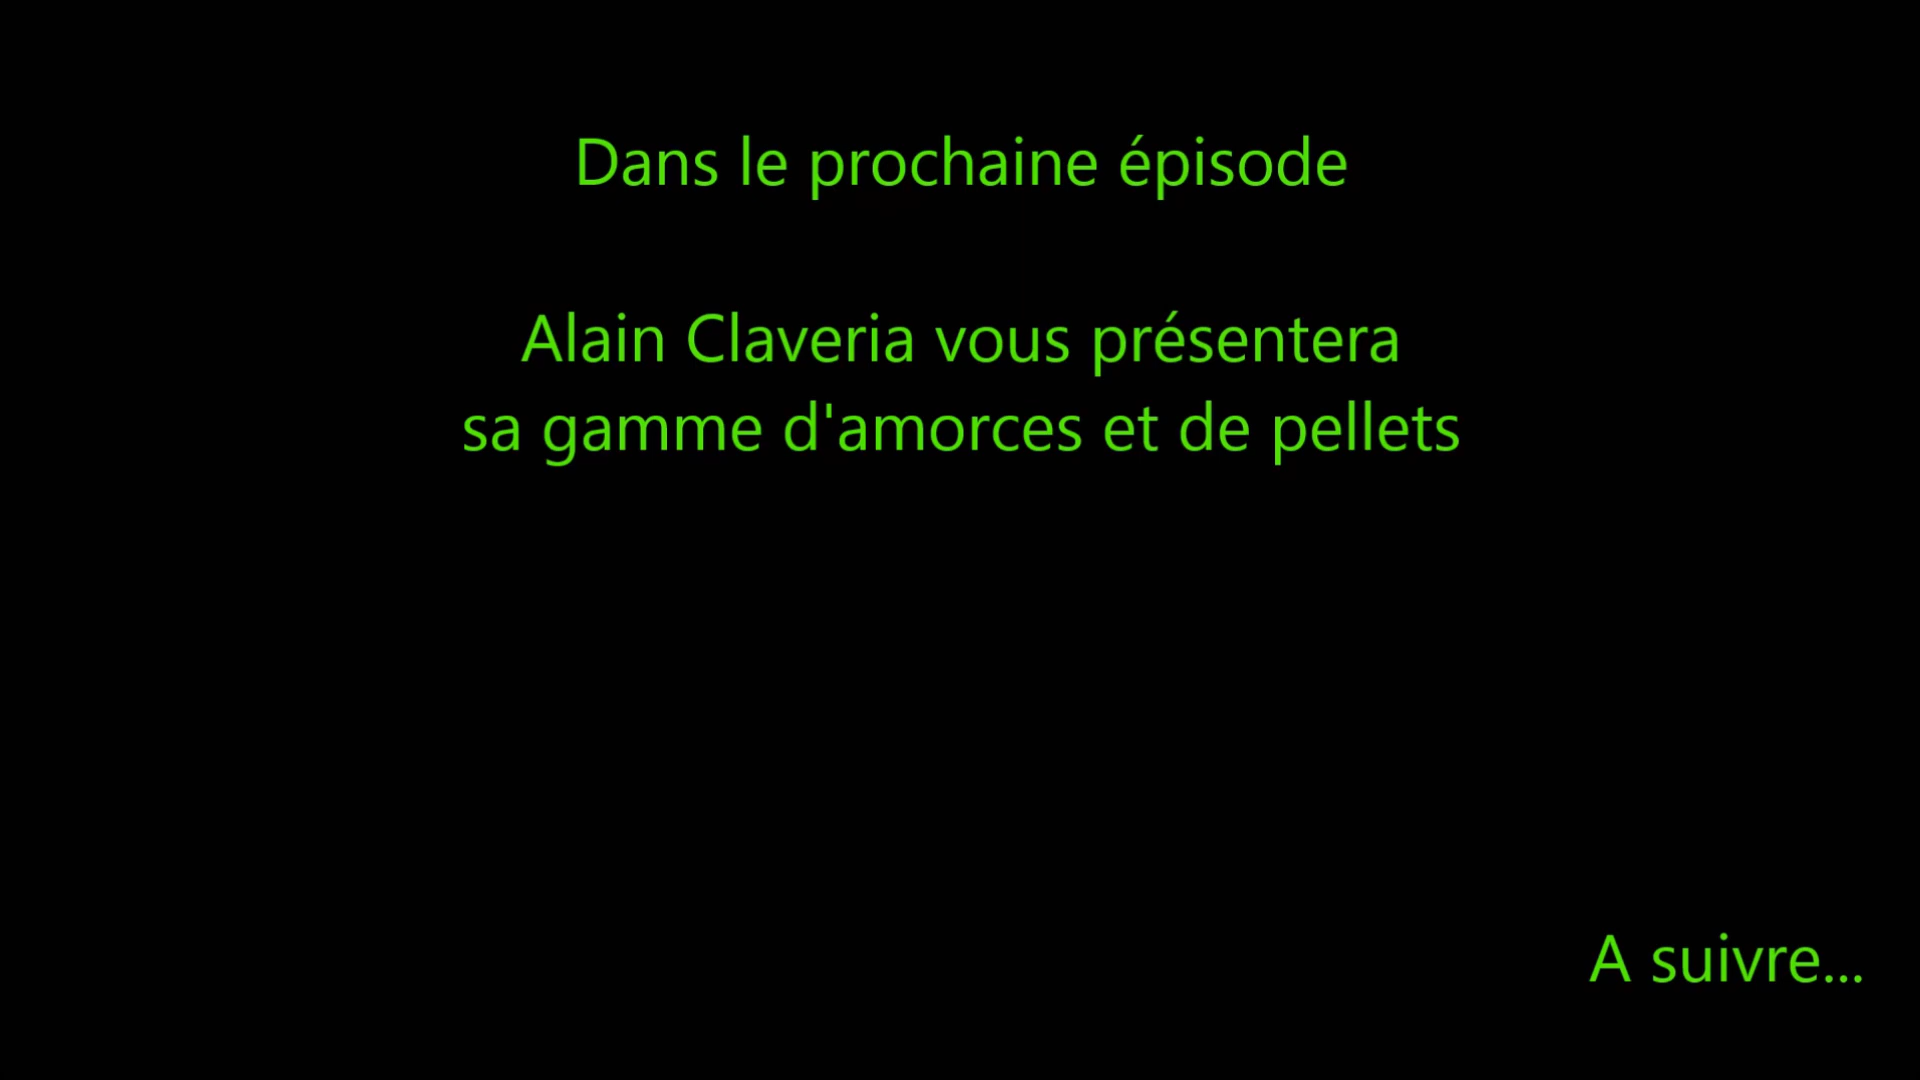 Dans le prochaine épisode
Alain Claveria vous présentera
sa gamme d'amorces et de pellets
A suivre...